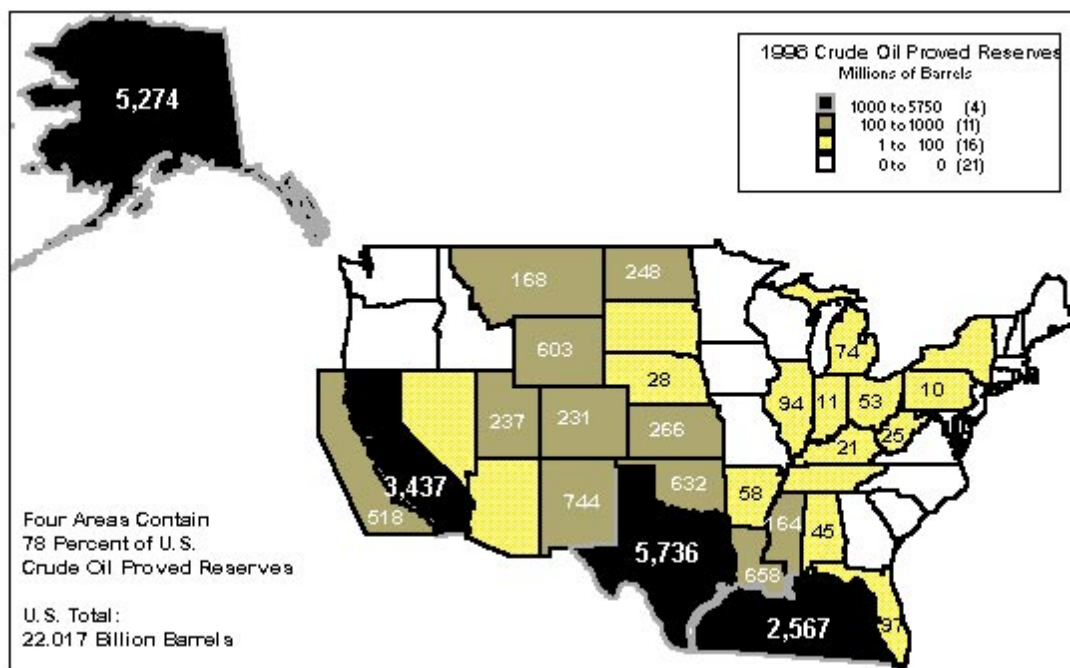 1996 Crude Oil Proved Reserves
Millions of Barrels
1000 to 5750 (4)
100 to 1000 (11)
1 to 100 (16)
0 to 0 (21)
5,274
168
248
603
28
74
94
11
53
10
237
231
266
21
25
3,437
518
744
632
58
164
45
5,736
658
2,567
97
Four Areas Contain
78 Percent of U.S.
Crude Oil Proved Reserves
U.S. Total:
22.017 Billion Barrels